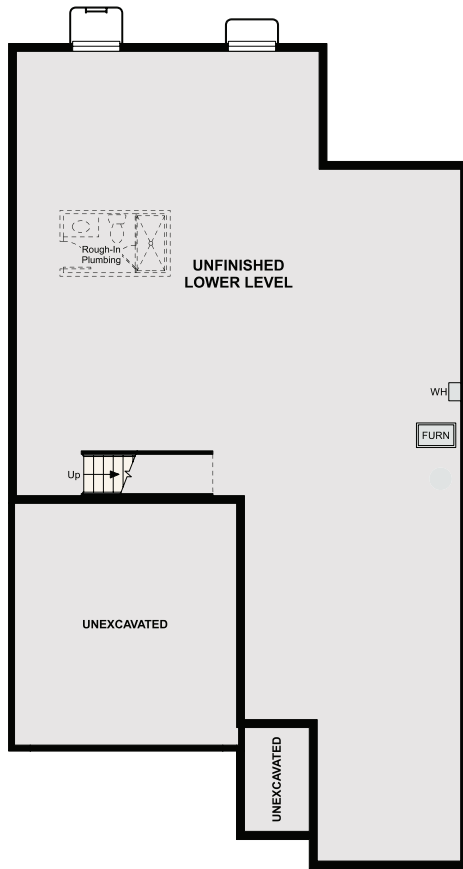 Rough-In
Plumbing
UNFINISHED
LOWER LEVEL
WH
FURN
Up
UNEXCAVATED
UNEXCAVATED